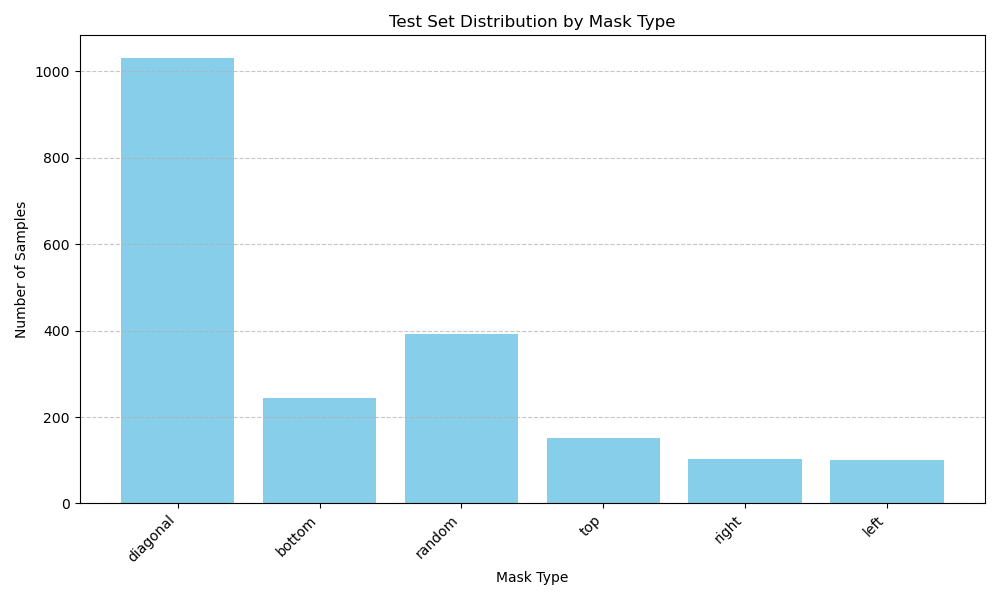 Test Set Distribution by Mask Type
Number of Samples
1000
800
600
400
200
0
diagonal
bottom
random
top
right
left
Mask Type